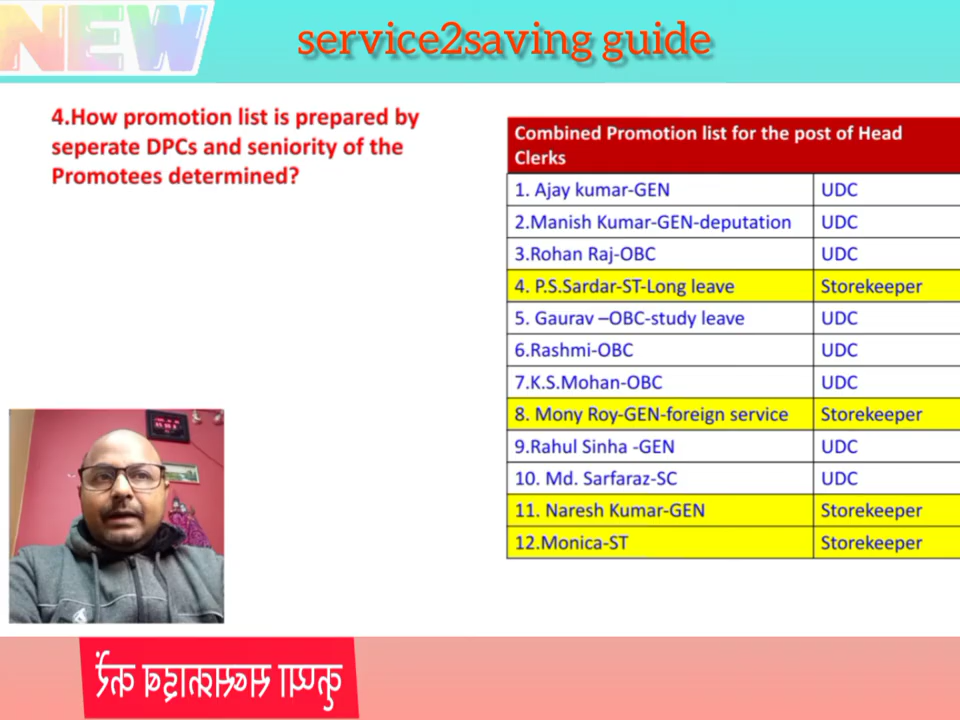 NEW
service2saving guide
4.How promotion list is prepared by
seperate DPCs and seniority of the
Promotees determined?
Combined Promotion list for the post of Head
Clerks
1. Ajay kumar-GEN UDC
2.Manish Kumar-GEN-deputation UDC
3.Rohan Raj-OBC UDC
4. P.S.Sardar-ST-Long leave Storekeeper
5. Gaurav –OBC-study leave UDC
6.Rashmi-OBC UDC
7.K.S.Mohan-OBC UDC
8. Mony Roy-GEN-foreign service Storekeeper
9.Rahul Sinha -GEN UDC
10. Md. Sarfaraz-SC UDC
11. Naresh Kumar-GEN Storekeeper
12.Monica-ST Storekeeper
कृप्या सब्सक्राइब करें